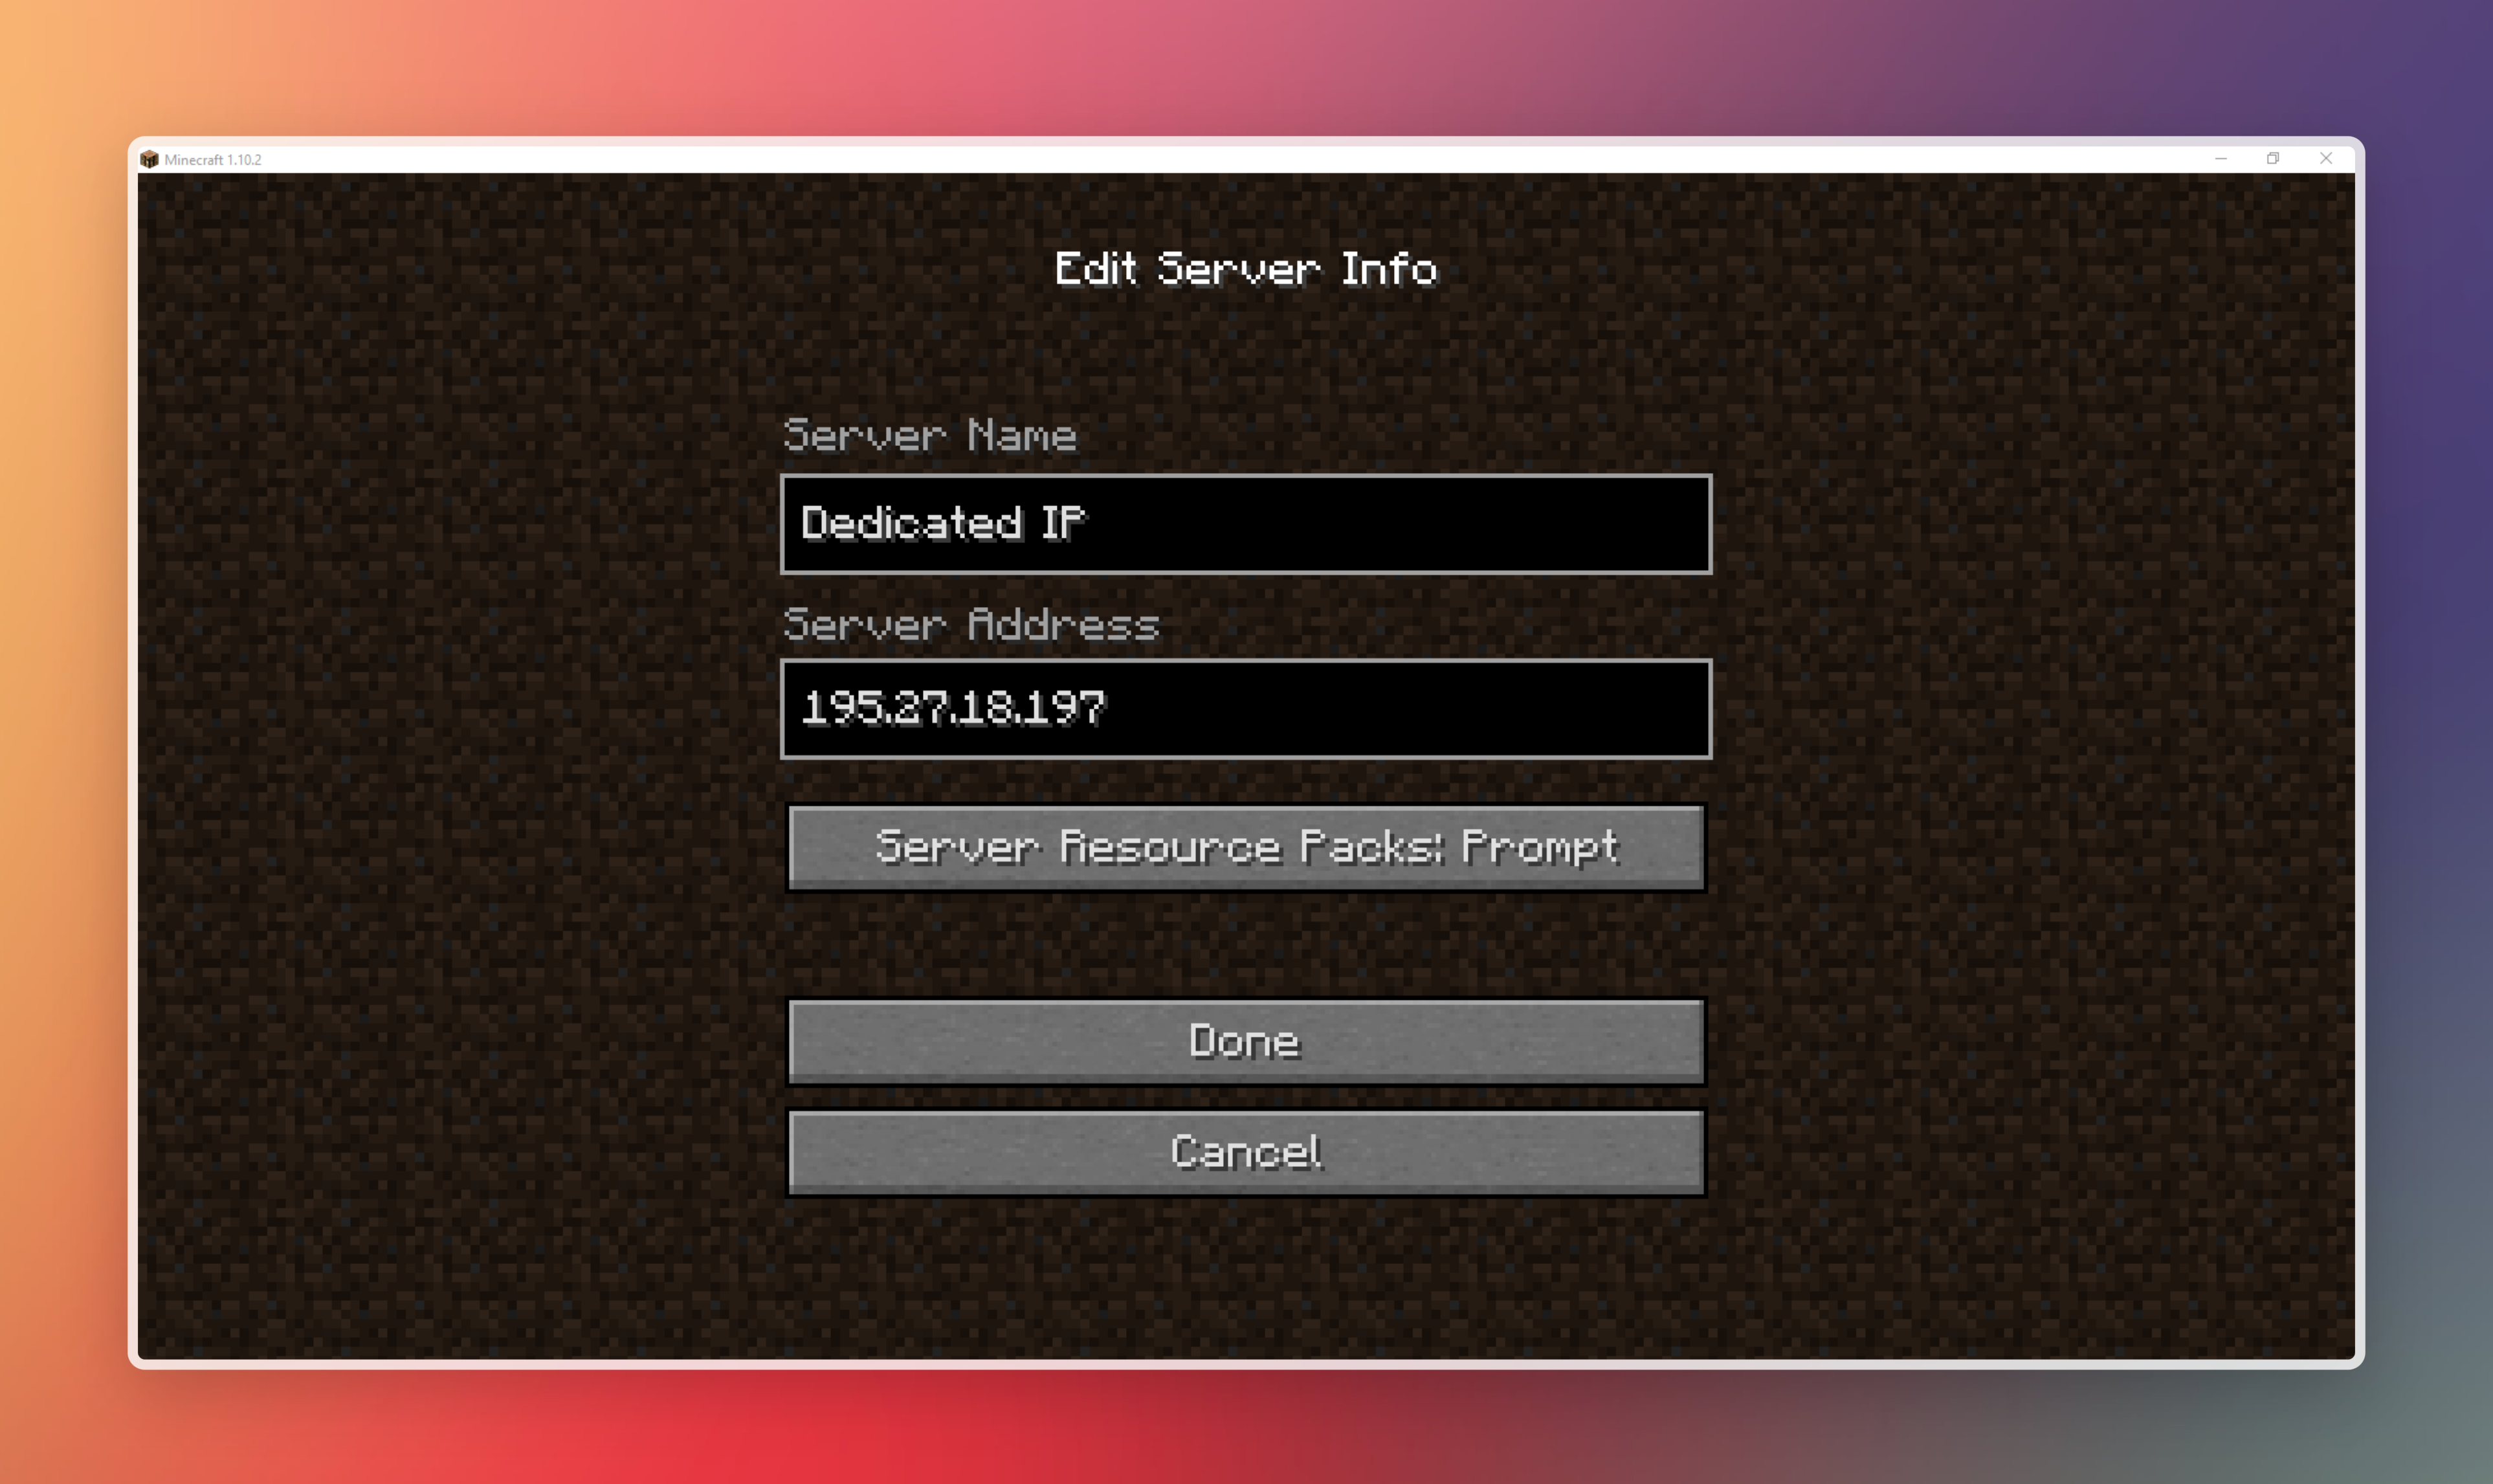 Minecraft 1.10.2
Edit Server Info
Server Name
Dedicated IP
Server Address
195.27.18.197
Server Resource Packs: Prompt
Done
Cancel